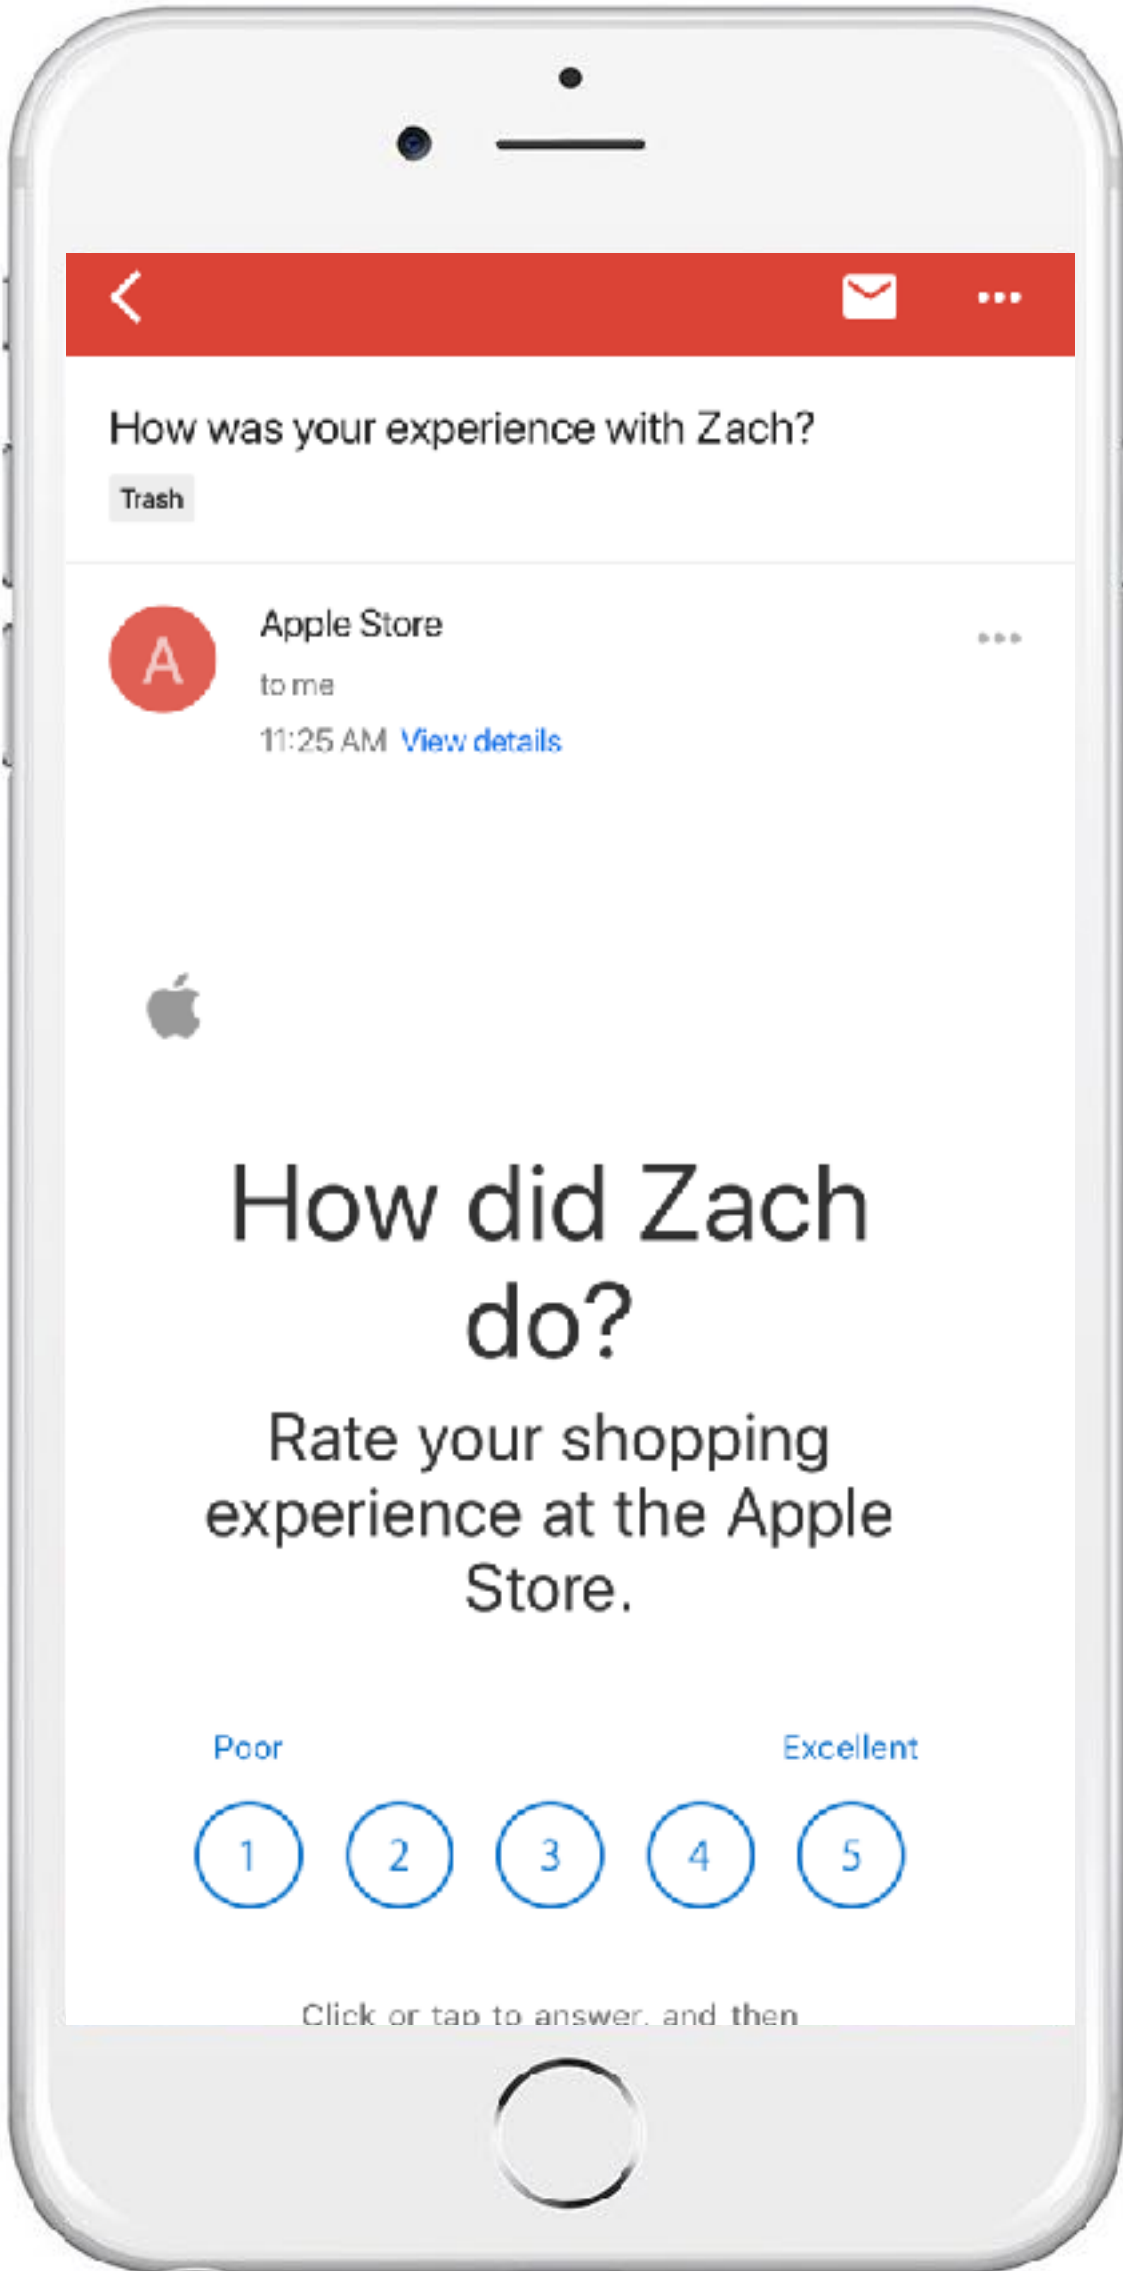 How was your experience with Zach?
Trash
A
Apple Store
to me
11:25 AM View details
How did Zach
do?
Rate your shopping
experience at the Apple
Store.
Poor Excellent
1 2 3 4 5
Click or tap to answer, and then